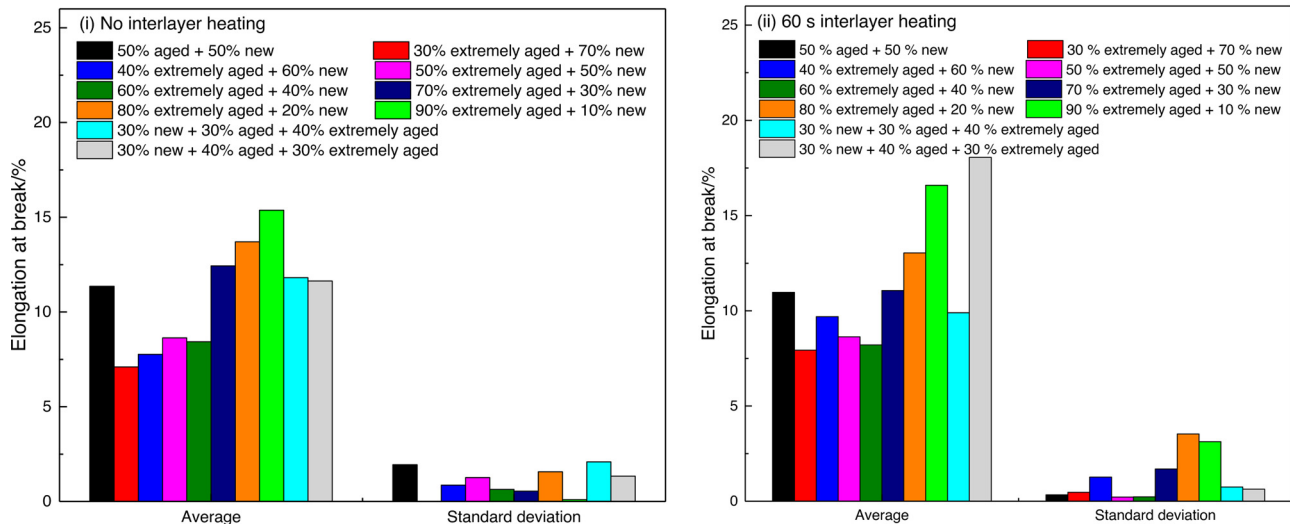 (i) No interlayer heating
50% aged + 50% new
30% extremely aged + 70% new
40% extremely aged + 60% new
50% extremely aged + 50% new
60% extremely aged + 40% new
70% extremely aged + 30% new
80% extremely aged + 20% new
90% extremely aged + 10% new
30% new + 30% aged + 40% extremely aged
30% new + 40% aged + 30% extremely aged
Elongation at break/%
25
20
15
10
5
0
Average
Standard deviation
(ii) 60 s interlayer heating
50 % aged + 50 % new
30 % extremely aged + 70 % new
40 % extremely aged + 60 % new
50 % extremely aged + 50 % new
60 % extremely aged + 40 % new
70 % extremely aged + 30 % new
80 % extremely aged + 20 % new
90 % extremely aged + 10 % new
30 % new + 30 % aged + 40 % extremely aged
30 % new + 40 % aged + 30 % extremely aged
Elongation at break/%
25
20
15
10
5
0
Average
Standard deviation